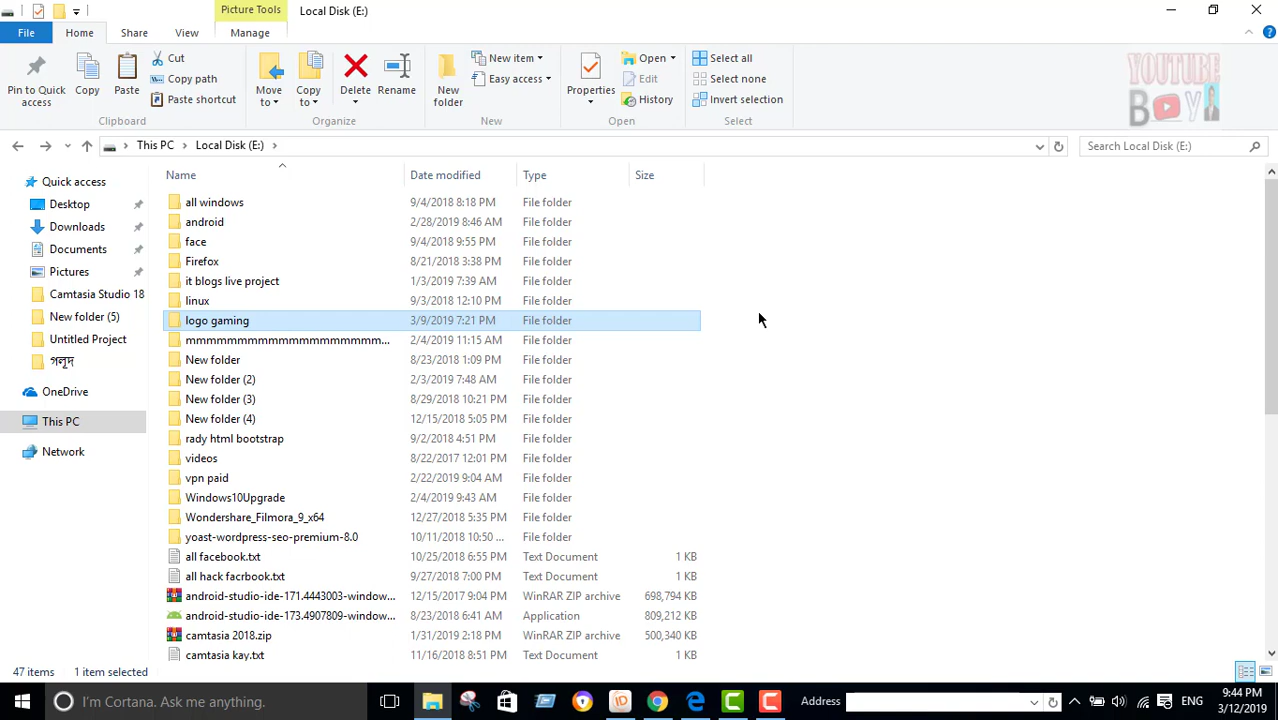 Picture Tools
Local Disk (E:)
File
Home
Share
View
Manage
Pin to Quick access
Copy
Paste
Cut
Copy path
Paste shortcut
Clipboard
Move to
Copy to
Delete
Rename
Organize
New folder
New item
Easy access
New
Properties
Open
Edit
History
Open
Select all
Select none
Invert selection
Select
YOUTUBE
BOY
This PC
Local Disk (E:)
Search Local Disk (E:)
Quick access
Desktop
Downloads
Documents
Pictures
Camtasia Studio 18
New folder (5)
Untitled Project
OneDrive
This PC
Network
Name Date modified Type Size
all windows 9/4/2018 8:18 PM File folder
android 2/28/2019 8:46 AM File folder
face 9/4/2018 9:55 PM File folder
Firefox 8/21/2018 3:38 PM File folder
it blogs live project 1/3/2019 7:39 AM File folder
linux 9/3/2018 12:10 PM File folder
logo gaming 3/9/2019 7:21 PM File folder
mmmmmmmmmmmmmmmmmmm... 2/4/2019 11:15 AM File folder
New folder 8/23/2018 1:09 PM File folder
New folder (2) 2/3/2019 7:48 AM File folder
New folder (3) 8/29/2018 10:21 PM File folder
New folder (4) 12/15/2018 5:05 PM File folder
rady html bootstrap 9/2/2018 4:51 PM File folder
videos 8/22/2017 12:01 PM File folder
vpn paid 2/22/2019 9:04 AM File folder
Windows10Upgrade 2/4/2019 9:43 AM File folder
Wondershare_Filmora_9_x64 12/27/2018 5:35 PM File folder
yoast-wordpress-seo-premium-8.0 10/11/2018 10:50 ... File folder
all facebook.txt 10/25/2018 6:55 PM Text Document 1 KB
all hack facrbook.txt 9/27/2018 7:00 PM Text Document 1 KB
android-studio-ide-171.4443003-window... 12/15/2017 9:04 PM WinRAR ZIP archive 698,794 KB
android-studio-ide-173.4907809-window... 8/23/2018 6:41 AM Application 809,212 KB
camtasia 2018.zip 1/31/2019 2:18 PM WinRAR ZIP archive 500,340 KB
camtasia kay.txt 11/16/2018 8:51 PM Text Document 1 KB
47 items 1 item selected
I'm Cortana. Ask me anything.
Address
ENG
9:44 PM
3/12/2019